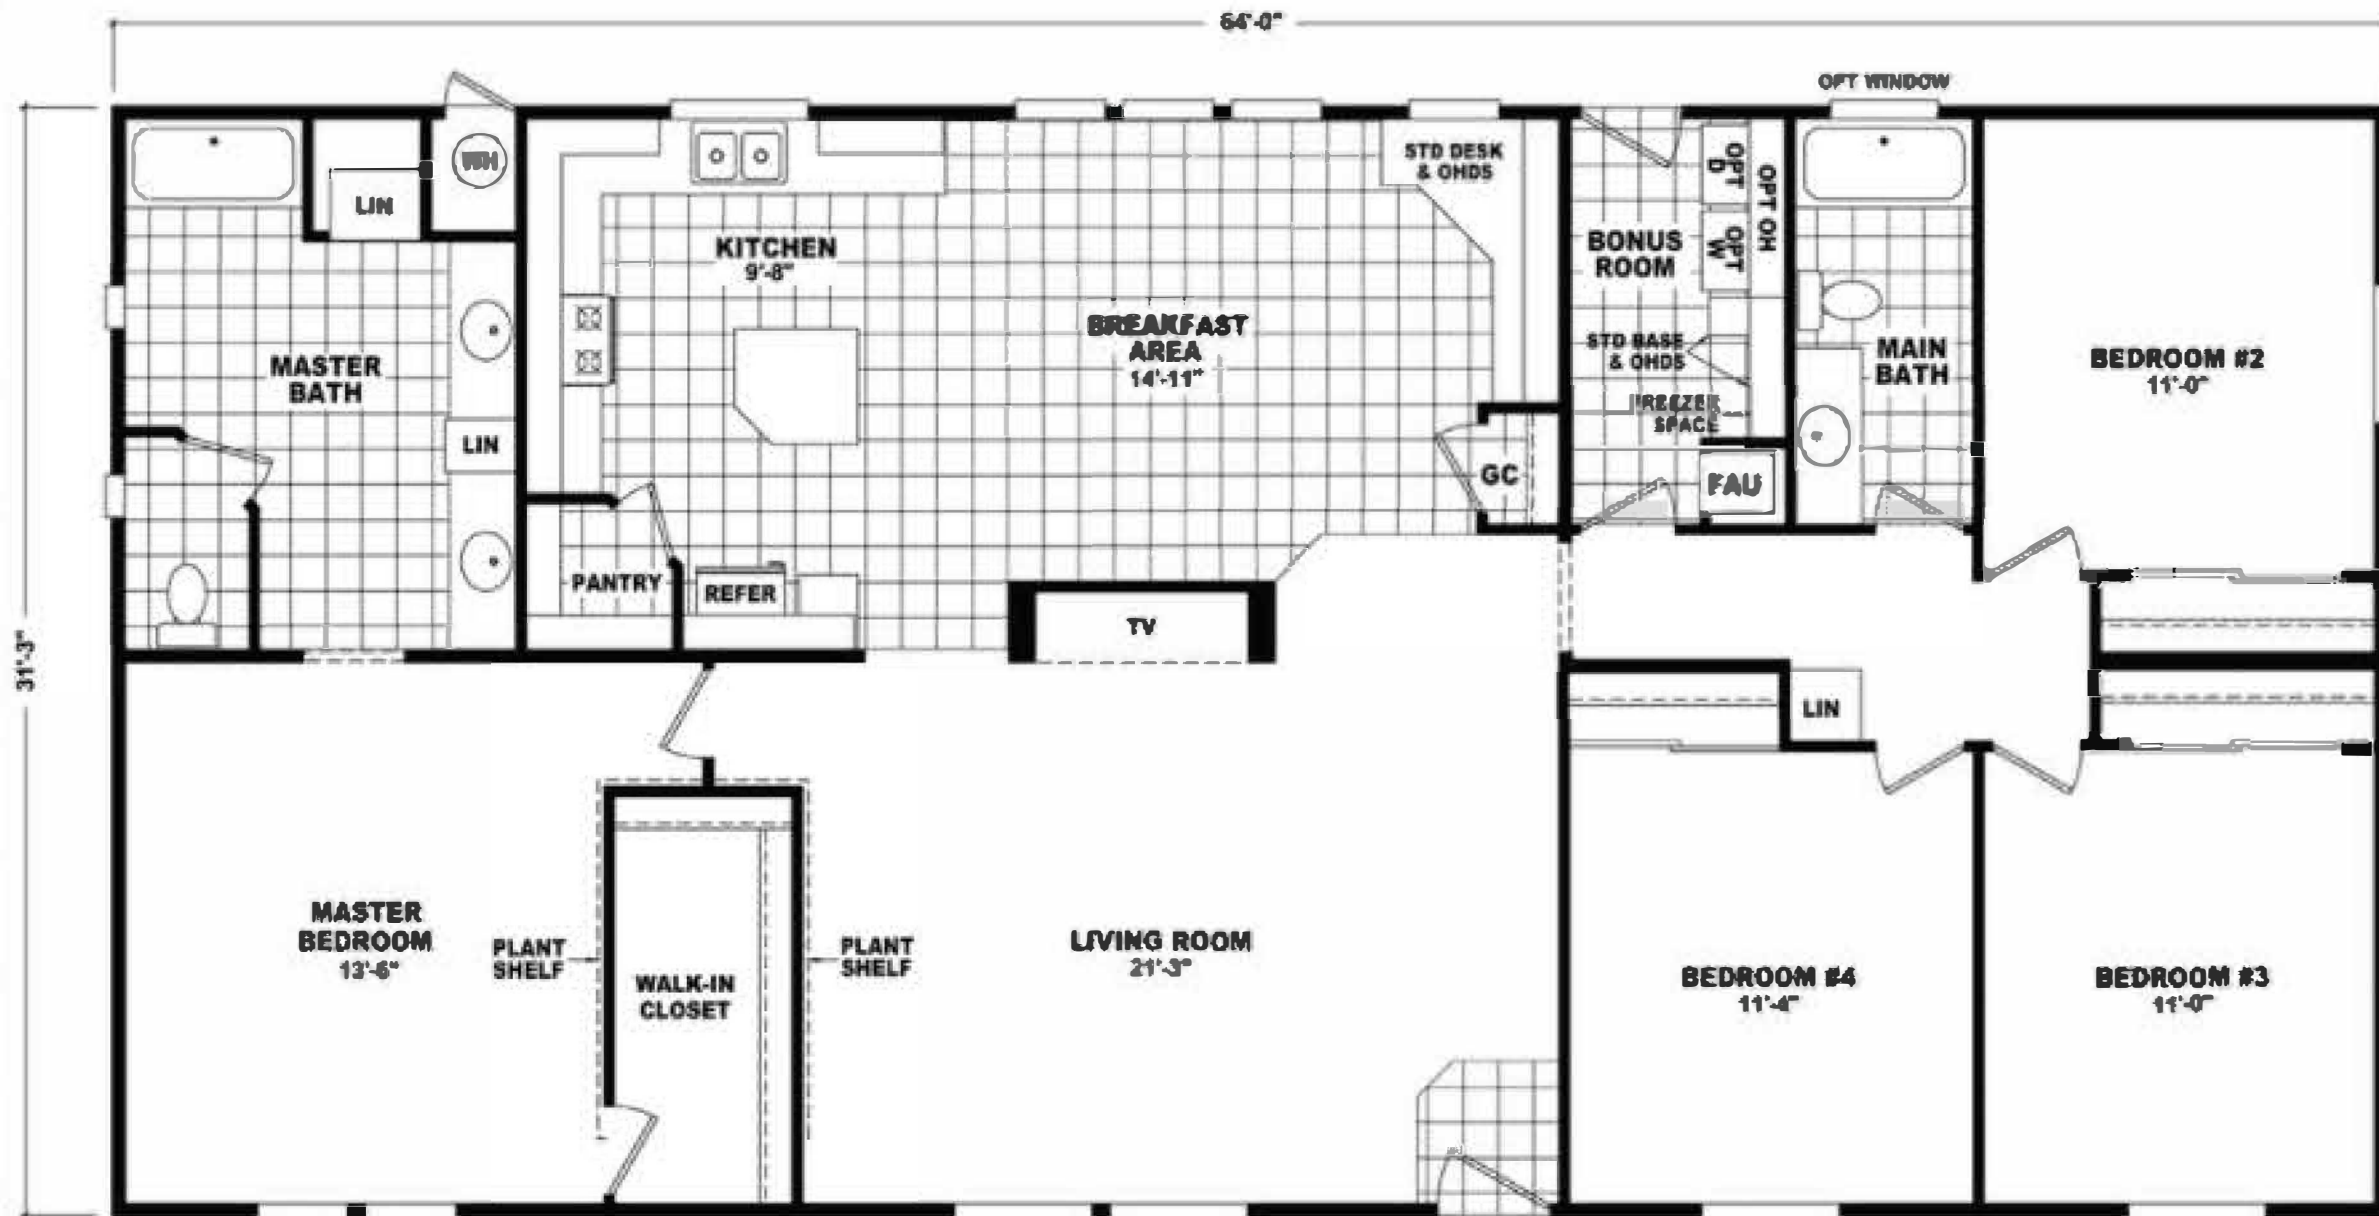 64'-0"
OPT WINDOW
31'-3"
WH
LIN
STD DESK
& OHDS
OPT
D
OPT
W
OPT OH
KITCHEN
9'-8"
BONUS
ROOM
BREAKFAST
AREA
14'-11"
MASTER
BATH
STD BASE
& OHDS
MAIN
BATH
BEDROOM #2
11'-0"
FREEZER
SPACE
LIN
GC
FAU
PANTRY
REFER
TV
LIN
MASTER
BEDROOM
13'-6"
PLANT
SHELF
WALK-IN
CLOSET
PLANT
SHELF
LIVING ROOM
21'-3"
BEDROOM #4
11'-4"
BEDROOM #3
11'-0"